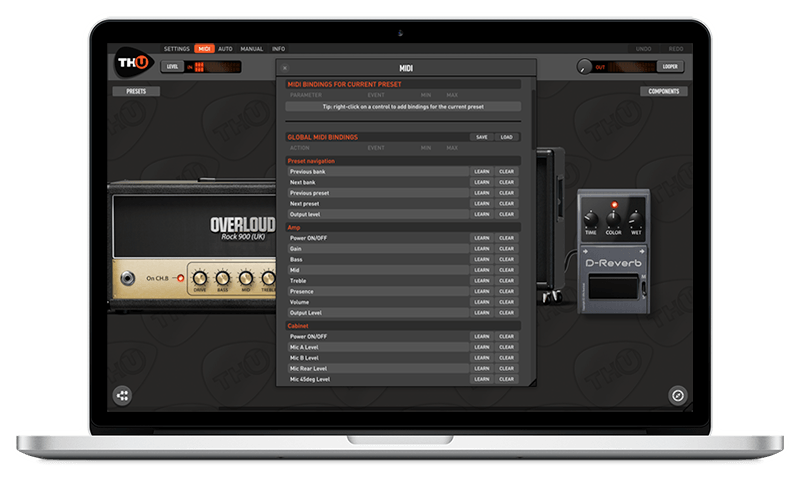 SETTINGS MIDI AUTO MANUAL INFO UNDO REDO
THU LEVEL IN OUT LOOPER
PRESETS COMPONENTS
MIDI
MIDI BINDINGS FOR CURRENT PRESET
PARAMETER EVENT MIN MAX
Tip: right-click on a control to add bindings for the current preset
GLOBAL MIDI BINDINGS SAVE LOAD
ACTION EVENT MIN MAX
Preset navigation
Previous bank LEARN CLEAR
Next bank LEARN CLEAR
Previous preset LEARN CLEAR
Next preset LEARN CLEAR
Output level LEARN CLEAR
Amp
Power ON/OFF LEARN CLEAR
Gain LEARN CLEAR
Bass LEARN CLEAR
Mid LEARN CLEAR
Treble LEARN CLEAR
Presence LEARN CLEAR
Volume LEARN CLEAR
Output Level LEARN CLEAR
Cabinet
Power ON/OFF LEARN CLEAR
Mic A Level LEARN CLEAR
Mic B Level LEARN CLEAR
Mic Rear Level LEARN CLEAR
Mic 45deg Level LEARN CLEAR
OVERLOUD
Rock 900 (UK)
On CH.B
DRIVE BASS MID TREBLE
TIME COLOR WET
D-Reverb